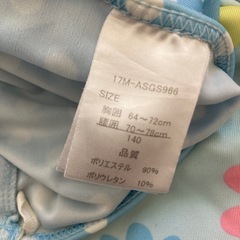 17M-ASGS966
SIZE
胸囲 64～72cm
腰囲 70～78cm
140
品質
ポリエステル 90%
ポリウレタン 10%